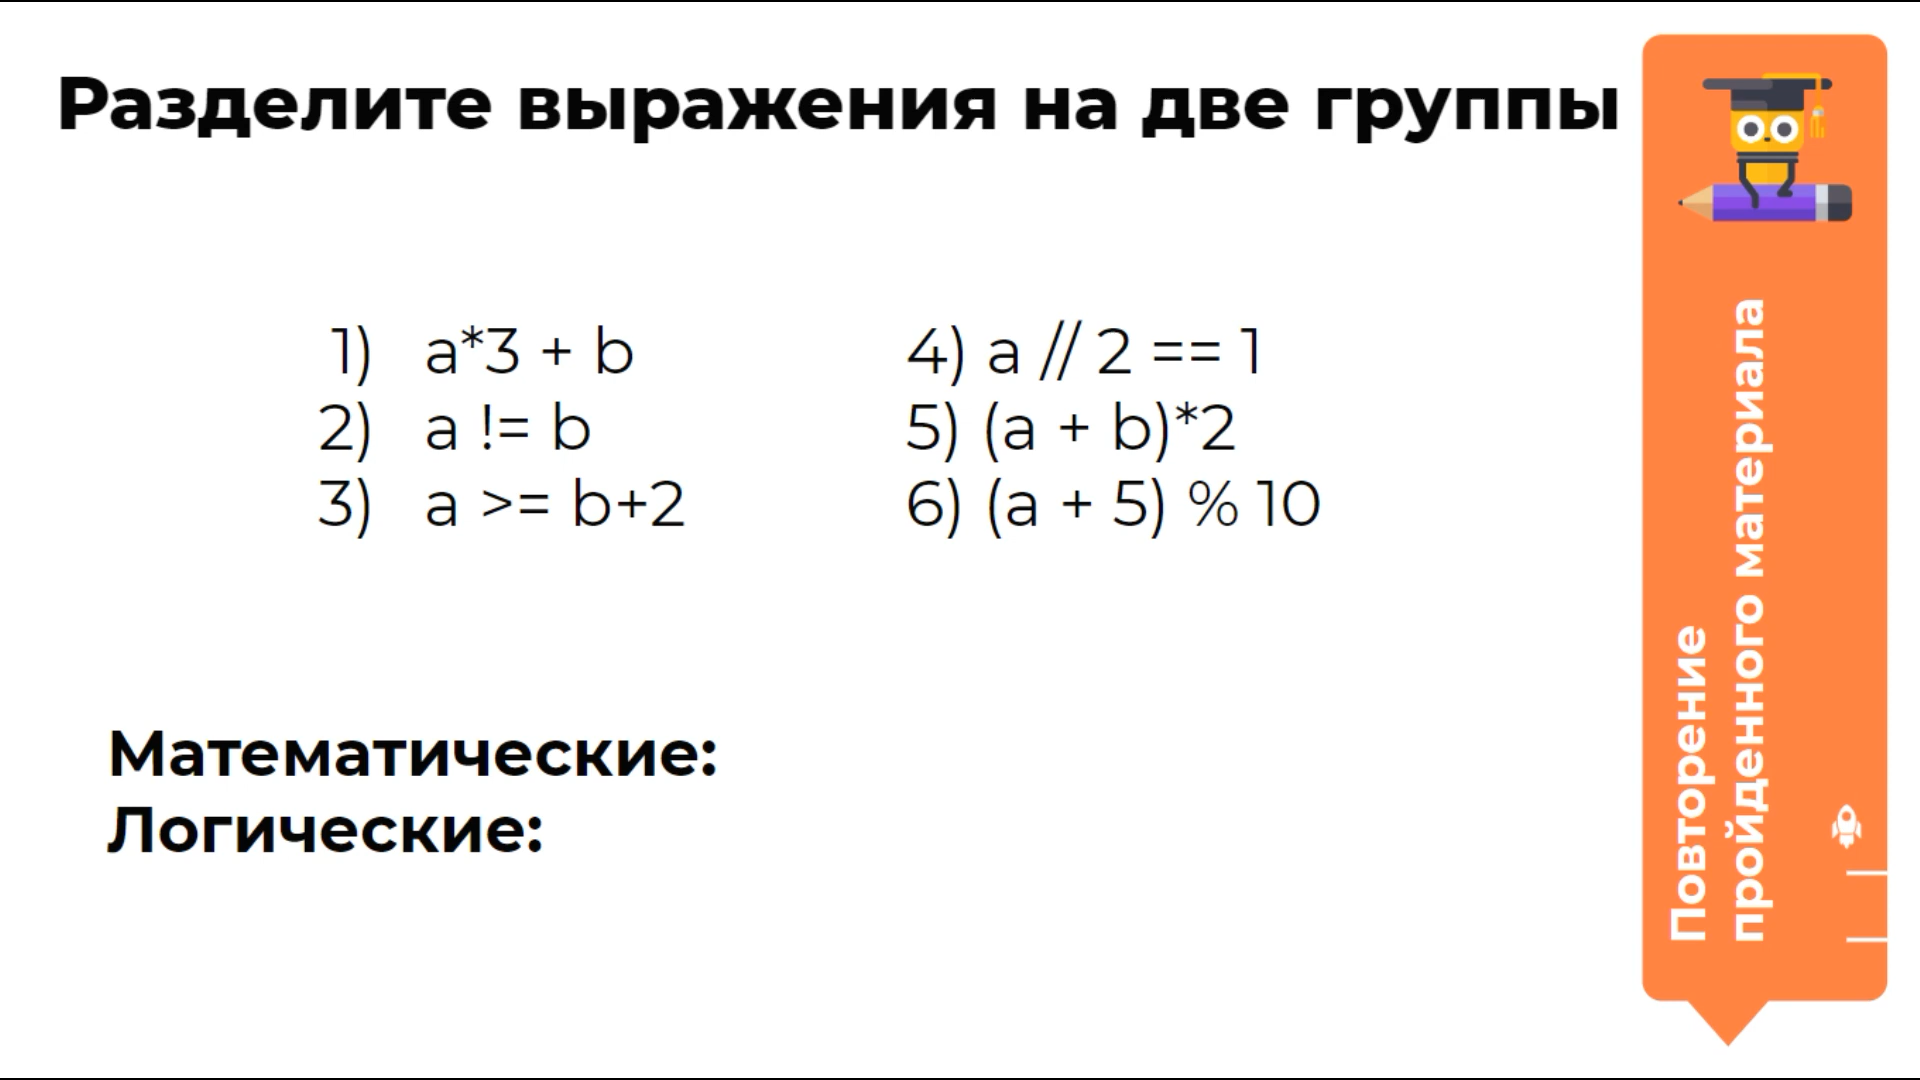 Разделите выражения на две группы
1) a*3 + b
2) a != b
3) a >= b+2
4) a // 2 == 1
5) (a + b)*2
6) (a + 5) % 10
Математические:
Логические:
Повторение
пройденного материала